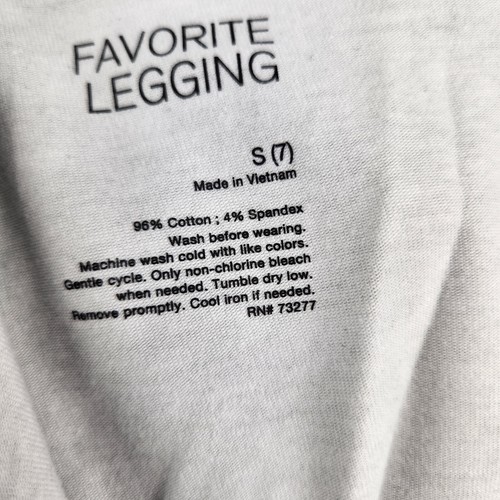 FAVORITE
LEGGING
S (7)
Made in Vietnam
96% Cotton ; 4% Spandex
Wash before wearing.
Machine wash cold with like colors.
Gentle cycle. Only non-chlorine bleach
when needed. Tumble dry low.
Remove promptly. Cool iron if needed.
RN# 73277